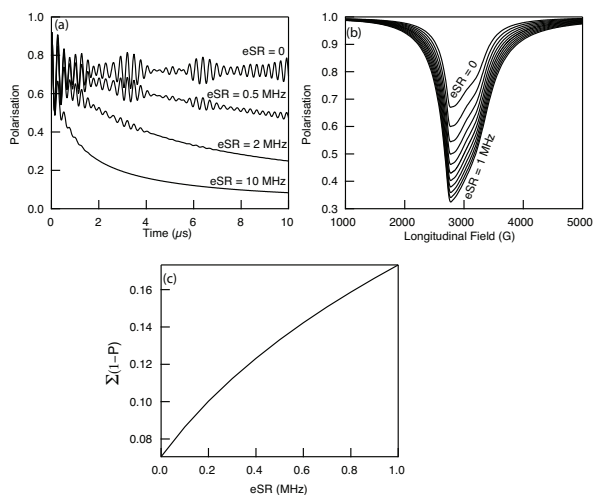 (a)
Polarisation
1.0
0.8
0.6
0.4
0.2
0.0
eSR = 0
eSR = 0.5 MHz
eSR = 2 MHz
eSR = 10 MHz
0 2 4 6 8 10
Time (µs)
(b)
Polarisation
1.0
0.9
0.8
0.7
0.6
0.5
0.4
0.3
eSR = 0
eSR = 1 MHz
1000 2000 3000 4000 5000
Longitudinal Field (G)
(c)
Σ(1−P)
0.16
0.14
0.12
0.10
0.08
0.0 0.2 0.4 0.6 0.8 1.0
eSR (MHz)